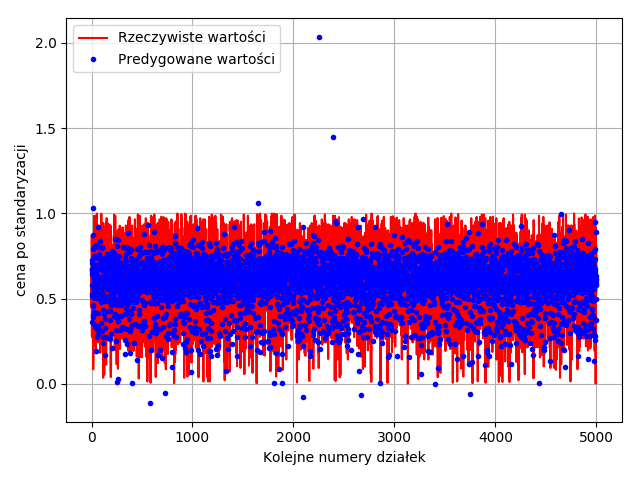 Rzeczywiste wartości
Predygowane wartości
cena po standaryzacji
2.0
1.5
1.0
0.5
0.0
0
1000
2000
3000
4000
5000
Kolejne numery działek